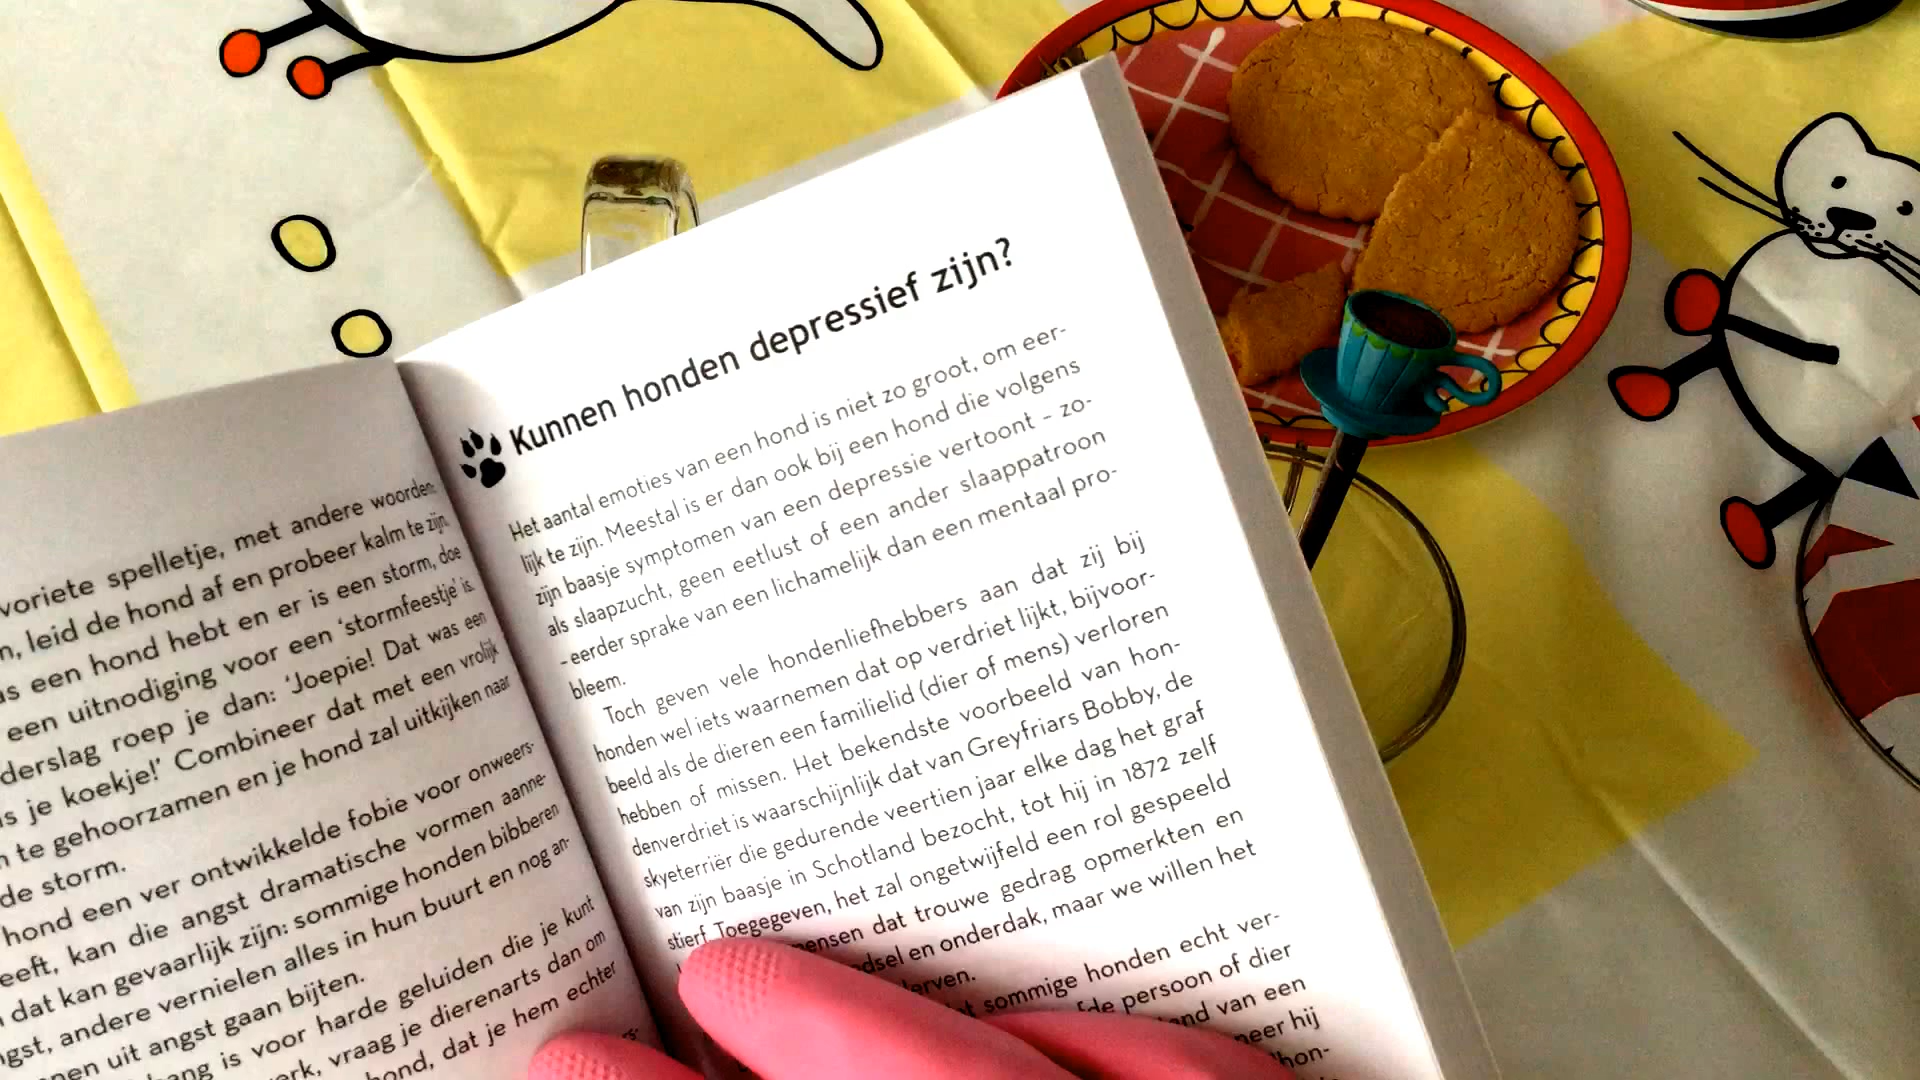 voriete spelletje, met andere woorden:
leid de hond af en probeer kalm te zijn.
een hond hebt en er is een storm, doe
een uitnodiging voor een 'stormfeestje' is.
roep je dan: 'Joepie! Dat was een
je koekje!' Combineer dat met een vrolijk
te gehoorzamen en je hond zal uitkijken naar
de storm.
hond een ver ontwikkelde fobie voor onweers-
kan die angst dramatische vormen aanne-
dat kan gevaarlijk zijn: sommige honden bibberen
andere vernielen alles in hun buurt en nog an-
uit angst gaan bijten.
is voor harde geluiden die je kunt
vraag je dierenarts dan om
hond, dat je hem echter
Kunnen honden depressief zijn?
Het aantal emoties van een hond is niet zo groot, om eer-
lijk te zijn. Meestal is er dan ook bij een hond die volgens
zijn baasje symptomen van een depressie vertoont – zo-
als slaapzucht, geen eetlust of een ander slaappatroon
– eerder sprake van een lichamelijk dan een mentaal pro-
bleem.
Toch geven vele hondenliefhebbers aan dat zij bij
honden wel iets waarnemen dat op verdriet lijkt, bijvoor-
beeld als de dieren een familielid (dier of mens) verloren
hebben of missen. Het bekendste voorbeeld van hon-
denverdriet is waarschijnlijk dat van Greyfriars Bobby, de
skyeterriër die gedurende veertien jaar elke dag het graf
van zijn baasje in Schotland bezocht, tot hij in 1872 zelf
stierf. Toegegeven, het zal ongetwijfeld een rol gespeeld
mensen dat trouwe gedrag opmerkten en
en onderdak, maar we willen het
sommige honden echt ver-
persoon of dier
van een
hij